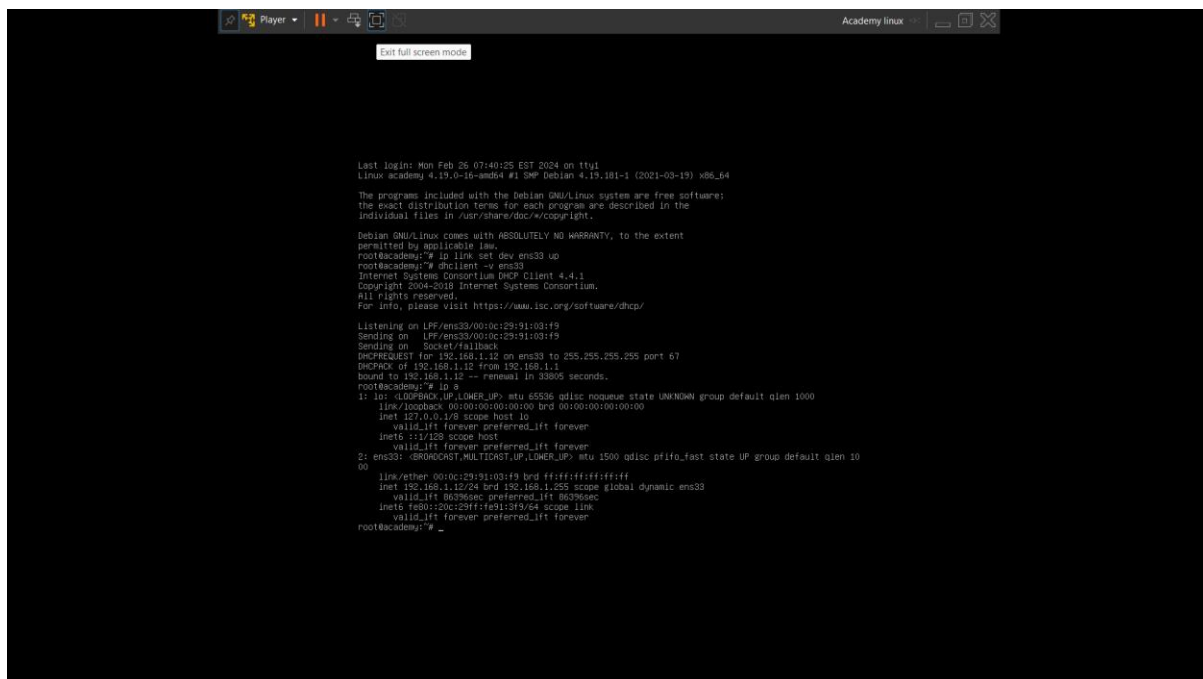 Player
Academy linux
Exit full screen mode
Last login: Mon Feb 26 07:40:25 EST 2024 on tty1
Linux academy 4.19.0-16-amd64 #1 SMP Debian 4.19.181-1 (2021-03-19) x86_64
The programs included with the Debian GNU/Linux system are free software;
the exact distribution terms for each program are described in the
individual files in /usr/share/doc/*/copyright.
Debian GNU/Linux comes with ABSOLUTELY NO WARRANTY, to the extent
permitted by applicable law.
root@academy:~# ip link set dev ens33 up
root@academy:~# dhclient -v ens33
Internet Systems Consortium DHCP Client 4.4.1
Copyright 2004-2018 Internet Systems Consortium.
All rights reserved.
For info, please visit https://www.isc.org/software/dhcp/
Listening on LPF/ens33/00:0c:29:91:03:f9
Sending on   LPF/ens33/00:0c:29:91:03:f9
Sending on   Socket/fallback
DHCPREQUEST for 192.168.1.12 on ens33 to 255.255.255.255 port 67
DHCPACK of 192.168.1.12 from 192.168.1.1
bound to 192.168.1.12 -- renewal in 33805 seconds.
root@academy:~# ip a
1: lo: <LOOPBACK,UP,LOWER_UP> mtu 65536 qdisc noqueue state UNKNOWN group default qlen 1000
    link/loopback 00:00:00:00:00:00 brd 00:00:00:00:00:00
    inet 127.0.0.1/8 scope host lo
       valid_lft forever preferred_lft forever
    inet6 ::1/128 scope host
       valid_lft forever preferred_lft forever
2: ens33: <BROADCAST,MULTICAST,UP,LOWER_UP> mtu 1500 qdisc pfifo_fast state UP group default qlen 10
00
    link/ether 00:0c:29:91:03:f9 brd ff:ff:ff:ff:ff:ff
    inet 192.168.1.12/24 brd 192.168.1.255 scope global dynamic ens33
       valid_lft 86396sec preferred_lft 86396sec
    inet6 fe80::20c:29ff:fe91:3f9/64 scope link
       valid_lft forever preferred_lft forever
root@academy:~# _